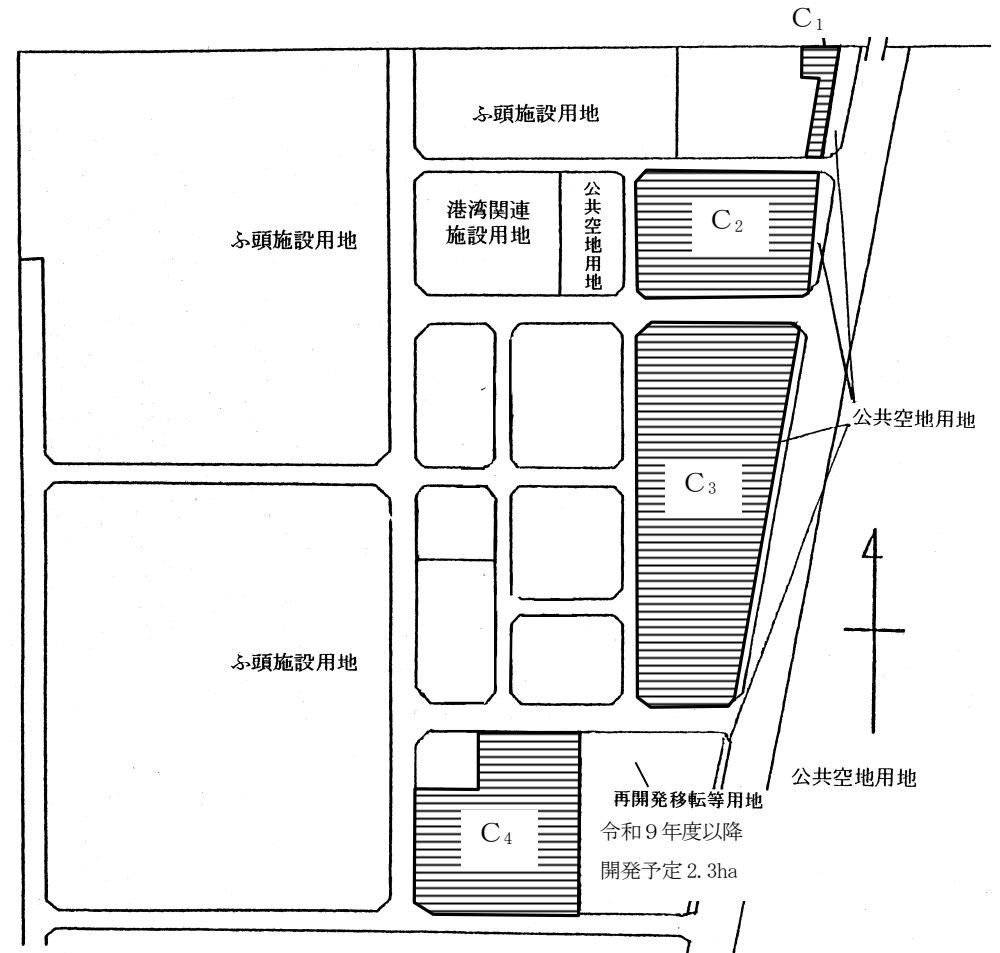 C₁
ふ頭施設用地
港湾関連
施設用地
公共空地用地
C₂
ふ頭施設用地
公共空地用地
C₃
ふ頭施設用地
公共空地用地
再開発移転等用地
令和９年度以降
開発予定2.3ha
C₄